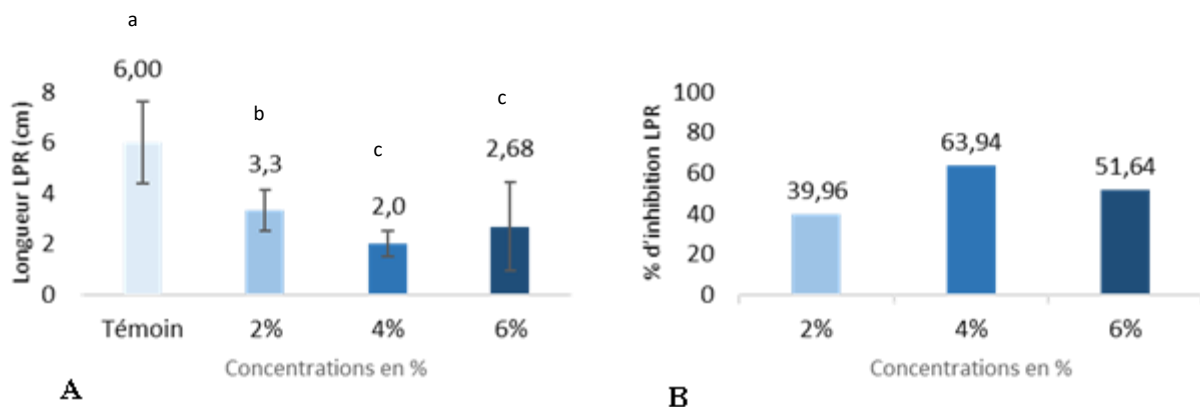 a
6,00
b
3,3
c
2,0
c
2,68
Longueur LPR (cm)
8
6
4
2
0
Témoin 2% 4% 6%
Concentrations en %
A
% d’inhibition LPR
100
80
60
40
20
0
39,96
63,94
51,64
2% 4% 6%
Concentrations en %
B